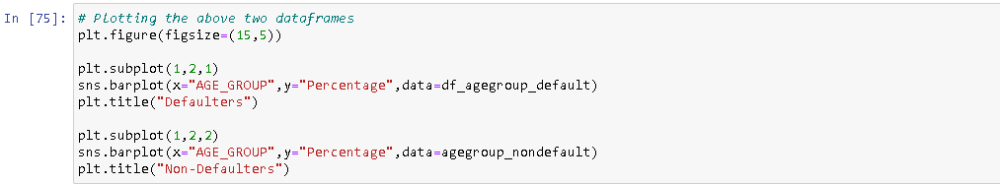 In [75]: # Plotting the above two dataframes
plt.figure(figsize=(15,5))
plt.subplot(1,2,1)
sns.barplot(x="AGE_GROUP",y="Percentage",data=df_agegroup_default)
plt.title("Defaulters")
plt.subplot(1,2,2)
sns.barplot(x="AGE_GROUP",y="Percentage",data=agegroup_nondefault)
plt.title("Non-Defaulters")